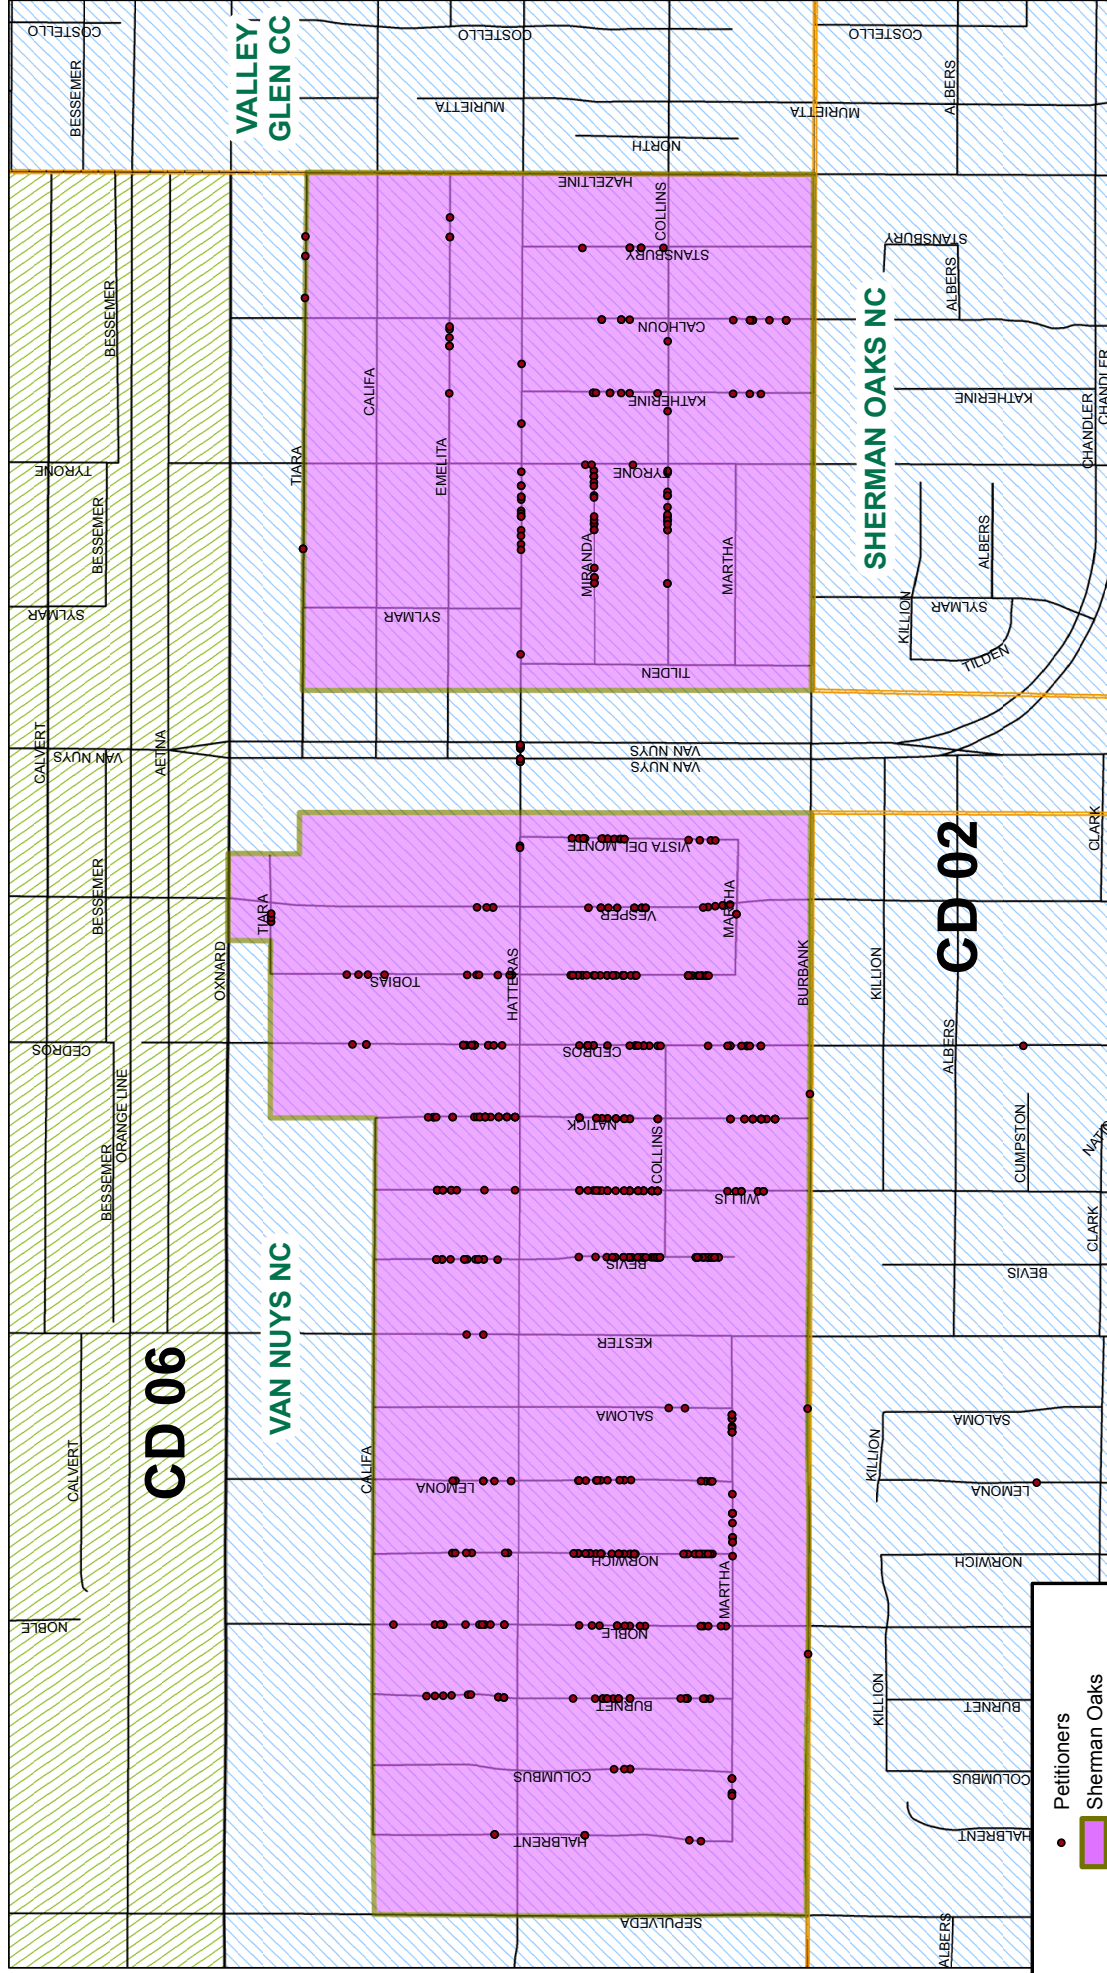 COSTELLO
BESSEMER
VALLEY
GLEN CC
COSTELLO
MURIETTA
NORTH
COSTELLO
MURIETTA
ALBERS
HAZELTINE
COLLINS
STANSBURY
STANSBURY
ALBERS
BESSEMER
CALHOUN
CALIFA
KATHERINE
KATHERINE
CHANDLER
CHANDLER
TYRONE
TIARA
EMELITA
TYRONE
SHERMAN OAKS NC
BESSEMER
MIRANDA
MARTHA
ALBERS
SYLMAR
SYLMAR
KILLION
SYLMAR
TILDEN
TILDEN
CALVERT
VAN NUYS
AETNA
VAN NUYS
VAN NUYS
CLARK
VISTA DEL MONTE
BESSEMER
TIARA
VESPER
MARTHA
CD 02
OXNARD
TOBIAS
HATTERAS
BURBANK
KILLION
CEDROS
CEDROS
ALBERS
ORANGE LINE
NATICK
COLLINS
CUMPSTON
BESSEMER
WILLIS
CLARK
BEVIS
BEVIS
VAN NUYS NC
KESTER
CD 06
SALOMA
SALOMA
CALVERT
CALIFA
LEMONA
KILLION
LEMONA
NORWICH
NORWICH
MARTHA
NOBLE
NOBLE
BURNET
KILLION
BURNET
COLUMBUS
COLUMBUS
HALBRENT
HALBRENT
SEPULVEDA
ALBERS
Petitioners
Sherman Oaks